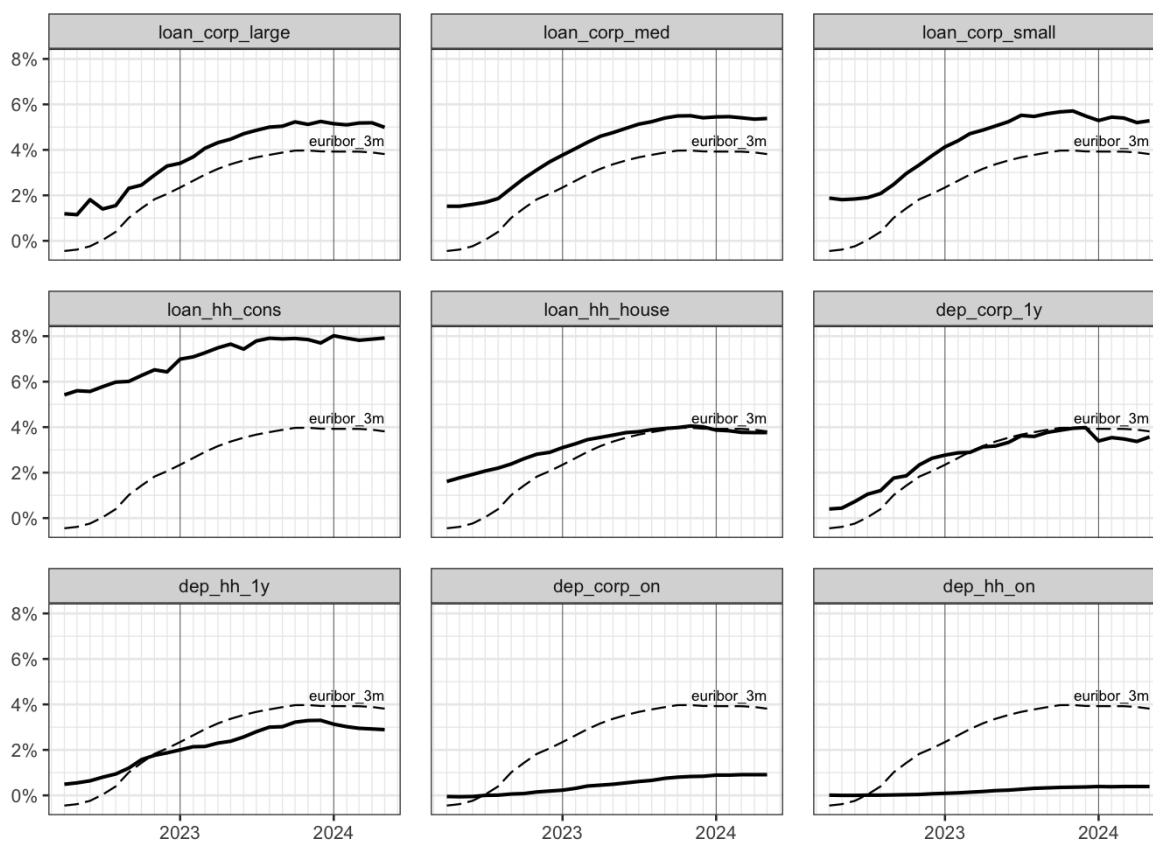 loan_corp_large loan_corp_med loan_corp_small
8%
6%
euribor_3m euribor_3m euribor_3m
4%
2%
0%
loan_hh_cons loan_hh_house dep_corp_1y
8%
6%
euribor_3m euribor_3m euribor_3m
4%
2%
0%
dep_hh_1y dep_corp_on dep_hh_on
8%
6%
euribor_3m euribor_3m euribor_3m
4%
2%
0%
2023 2024 2023 2024 2023 2024